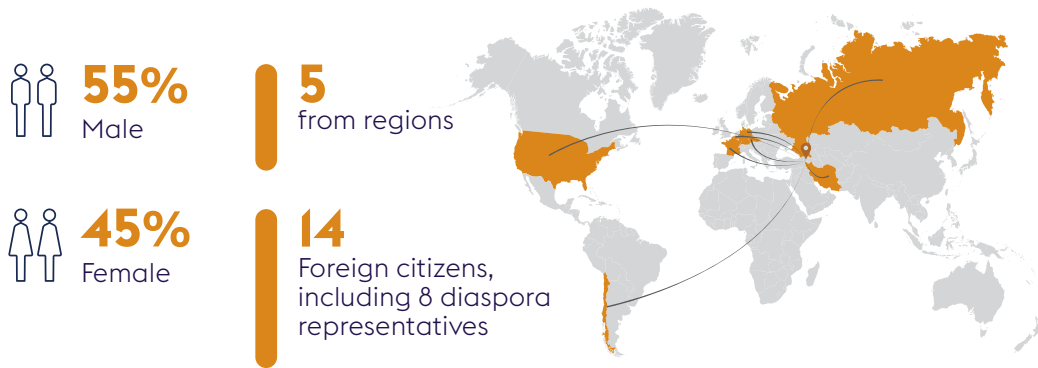 55%
Male
5
from regions
45%
Female
14
Foreign citizens,
including 8 diaspora
representatives